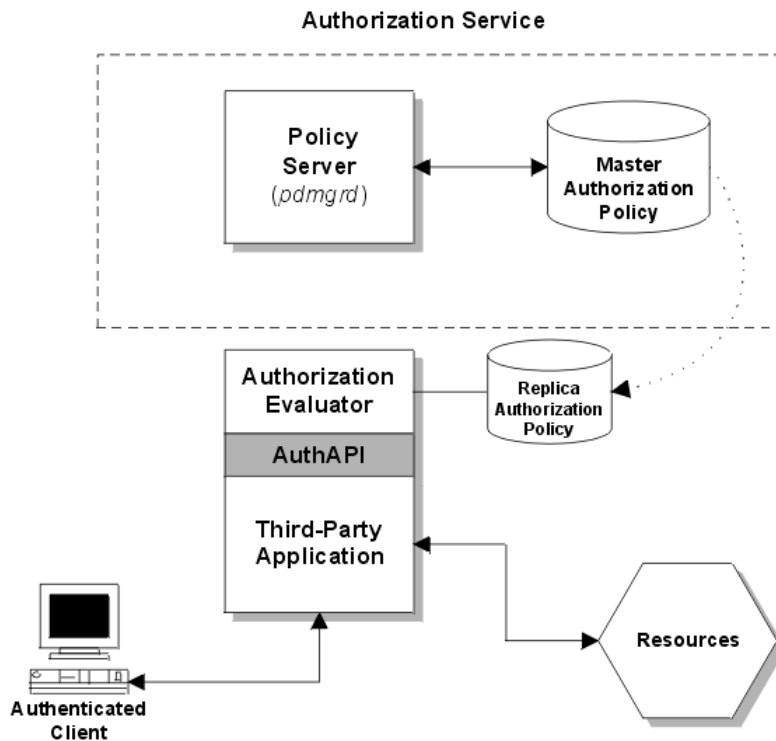 Authorization Service
Policy
Server
(pdmgrd)
Master
Authorization
Policy
Authorization
Evaluator
Replica
Authorization
Policy
AuthAPI
Third-Party
Application
Resources
Authenticated
Client